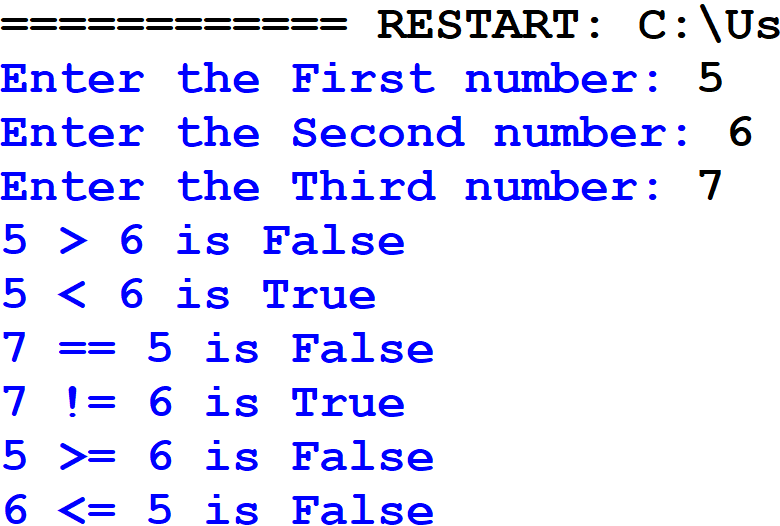 ============ RESTART: C:\Us
Enter the First number: 5
Enter the Second number: 6
Enter the Third number: 7
5 > 6 is False
5 < 6 is True
7 == 5 is False
7 != 6 is True
5 >= 6 is False
6 <= 5 is False